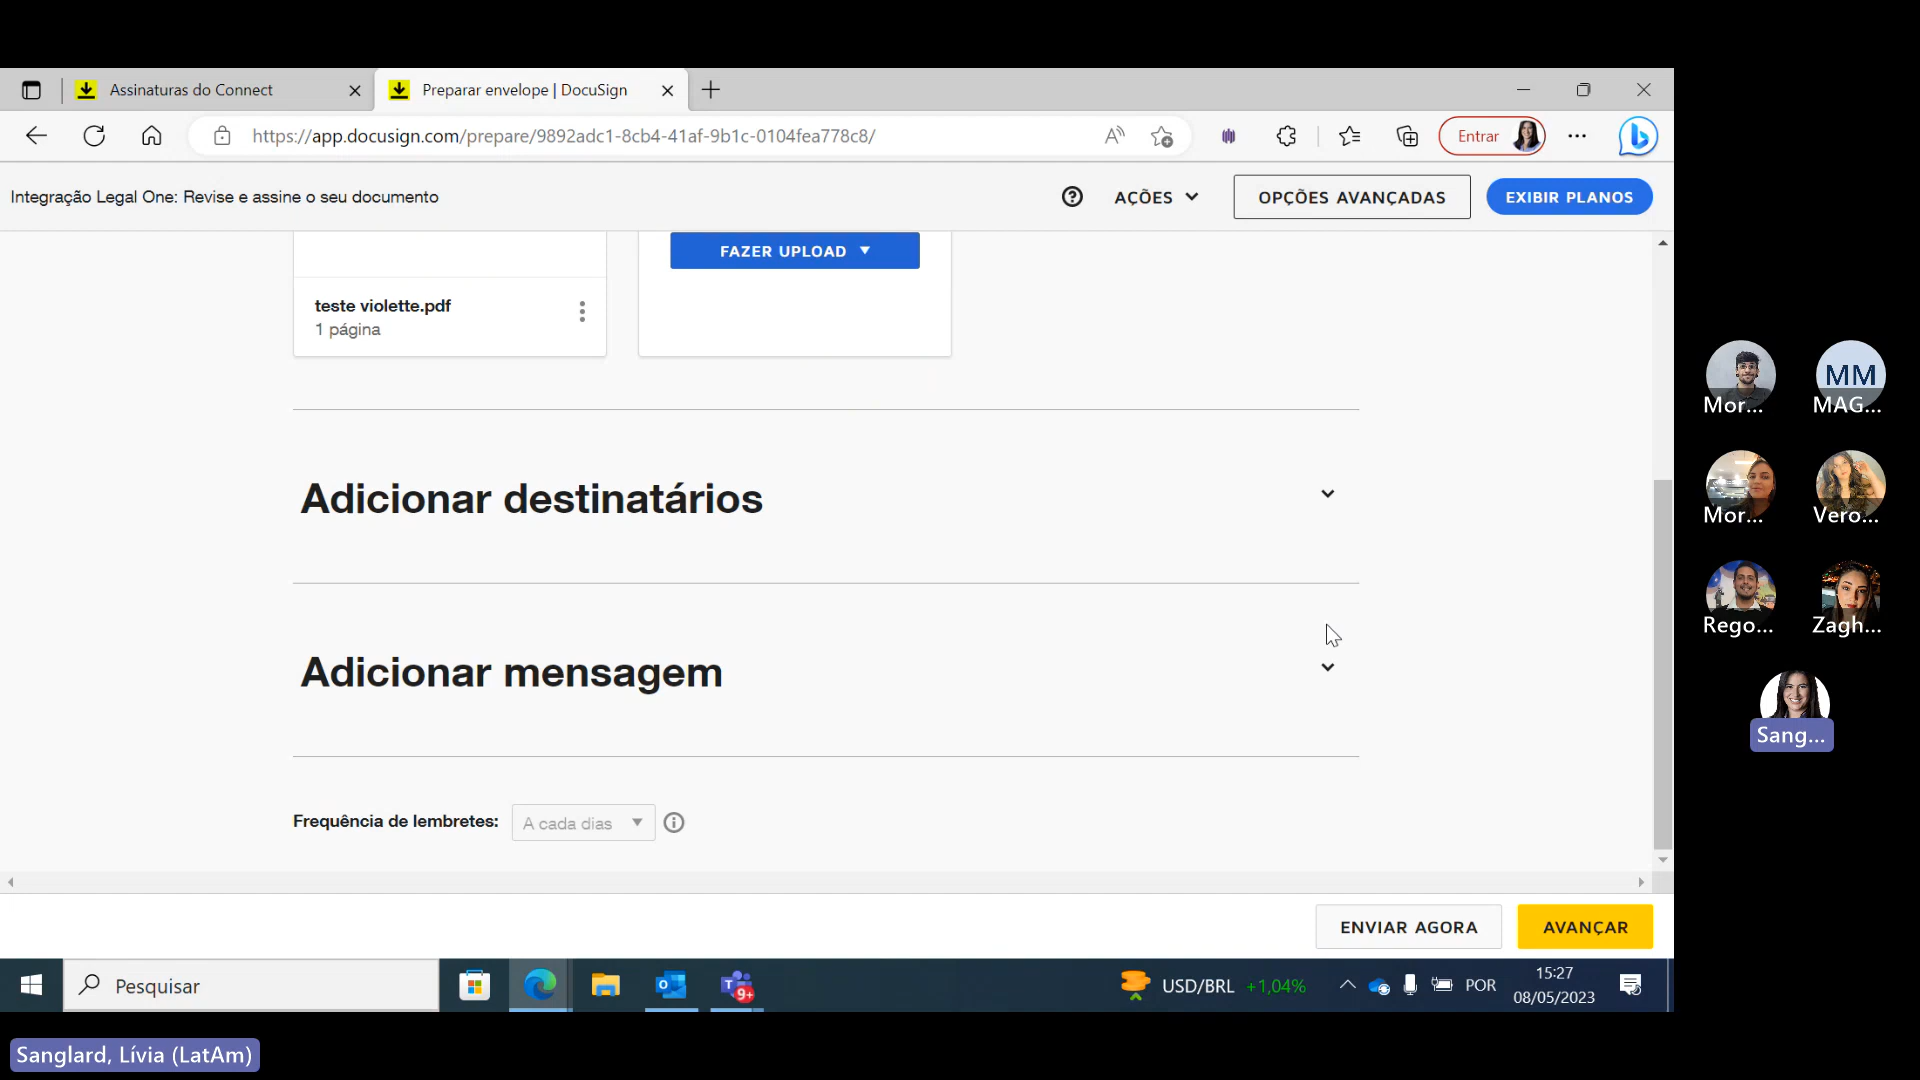 Assinaturas do Connect
Preparar envelope | DocuSign
https://app.docusign.com/prepare/9892adc1-8cb4-41af-9b1c-0104fea778c8/
Entrar
Integração Legal One: Revise e assine o seu documento
AÇÕES
OPÇÕES AVANÇADAS
EXIBIR PLANOS
FAZER UPLOAD
teste violette.pdf
1 página
Adicionar destinatários
Adicionar mensagem
Frequência de lembretes:
A cada dias
ENVIAR AGORA
AVANÇAR
Pesquisar
9+
USD/BRL +1,04%
POR
15:27
08/05/2023
MM
Mor...
MAG...
Mor...
Vero...
Rego...
Zagh...
Sang...
Sanglard, Lívia (LatAm)